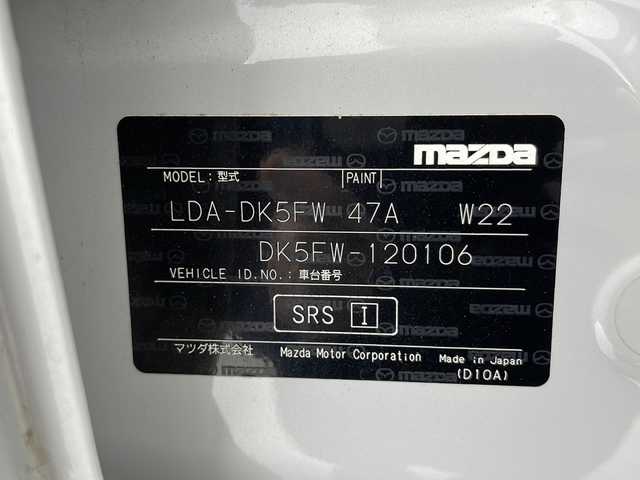 mazda
MODEL: 型式 PAINT
LDA-DK5FW 47A W22
DK5FW-120106
VEHICLE ID.NO.: 車台番号
SRS I
マツダ株式会社 Mazda Motor Corporation Made in Japan
(D10A)